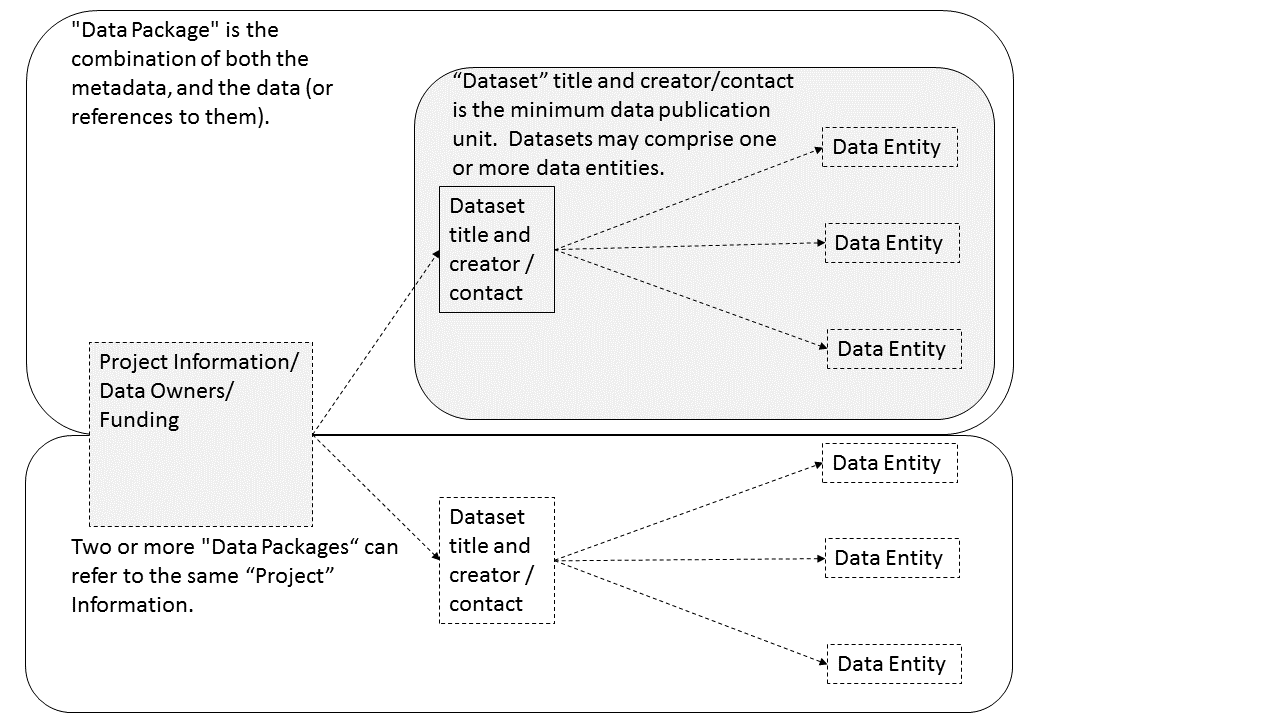 "Data Package" is the
combination of both the
metadata, and the data (or
references to them).
“Dataset” title and creator/contact
is the minimum data publication
unit.  Datasets may comprise one
or more data entities.
Data Entity
Dataset
title and
creator /
contact
Data Entity
Data Entity
Project Information/
Data Owners/
Funding
Data Entity
Dataset
title and
creator /
contact
Data Entity
Data Entity
Two or more "Data Packages“ can
refer to the same “Project”
Information.